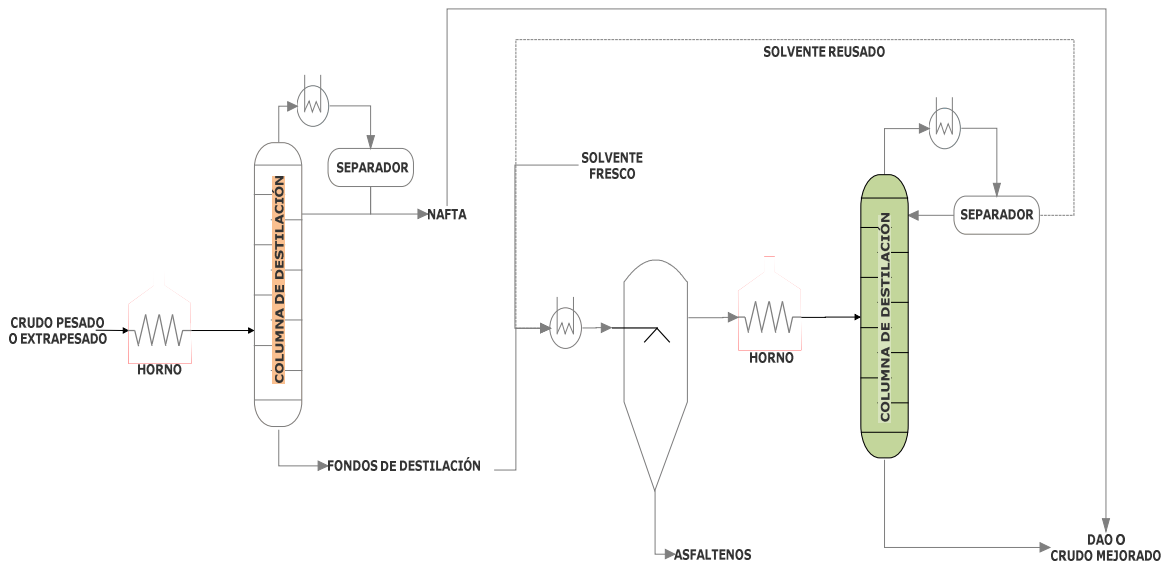 SOLVENTE REUSADO
SEPARADOR
SOLVENTE
FRESCO
COLUMNA DE DESTILACIÓN
NAFTA
SEPARADOR
COLUMNA DE DESTILACIÓN
CRUDO PESADO
O EXTRAPESADO
HORNO
HORNO
FONDOS DE DESTILACIÓN
ASFALTENOS
DAO O
CRUDO MEJORADO